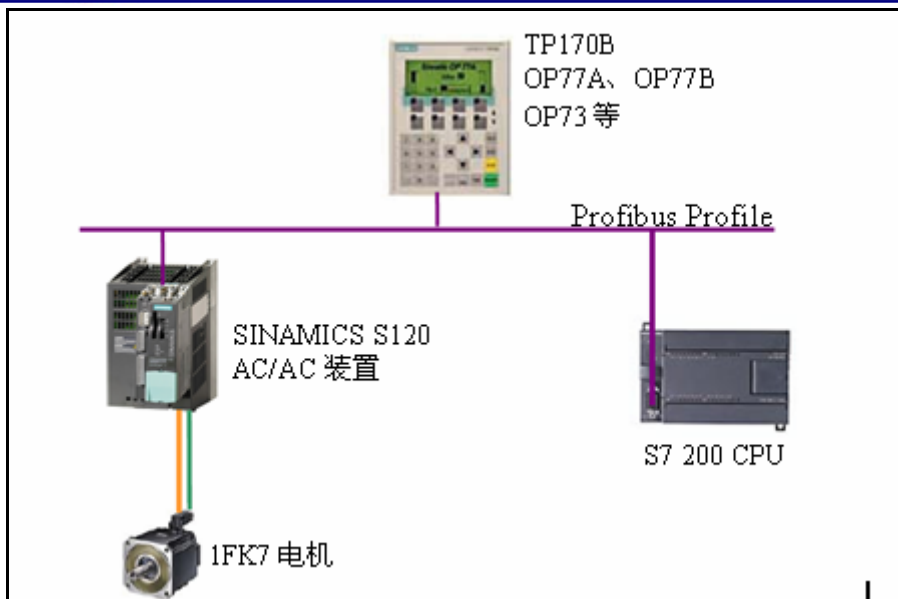 TP170B
OP77A、OP77B
OP73 等
Profibus Profile
SINAMICS S120
AC/AC 装置
S7 200 CPU
1FK7 电机